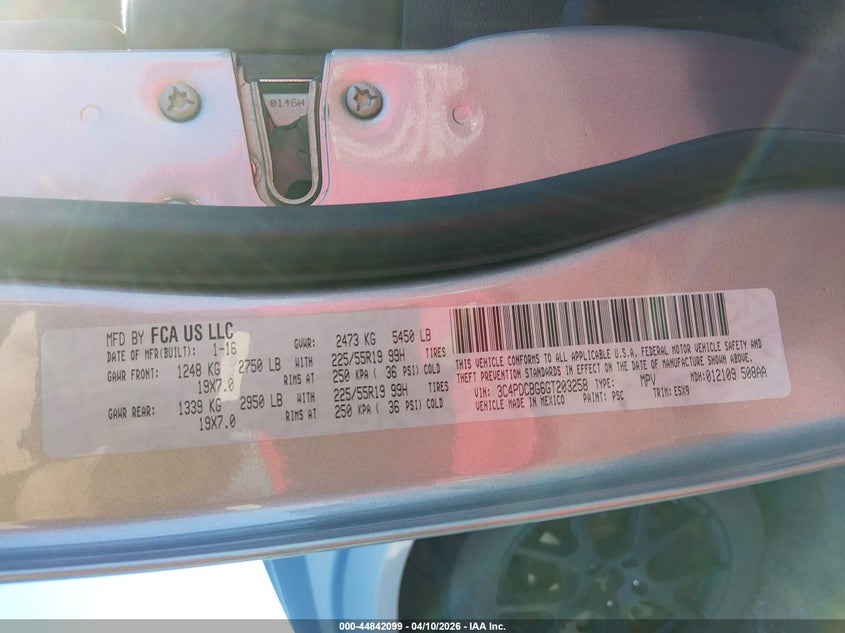 0146H
MFD BY FCA US LLC
DATE OF MFR(BUILT): 1-16 GVWR: 2473 KG 5450 LB
GAWR FRONT: 1248 KG 2750 LB WITH 225/55R19 99H TIRES
19X7.0 RIMS AT 250 KPA ( 36 PSI) COLD
GAWR REAR: 1339 KG 2950 LB WITH 225/55R19 99H TIRES
19X7.0 RIMS AT 250 KPA ( 36 PSI) COLD
THIS VEHICLE CONFORMS TO ALL APPLICABLE U.S.A. FEDERAL MOTOR VEHICLE SAFETY AND
THEFT PREVENTION STANDARDS IN EFFECT ON THE DATE OF MANUFACTURE SHOWN ABOVE.
VIN: 3C4PDCBG6GT203258 TYPE: MPV MDH: 012109 508AA
VEHICLE MADE IN MEXICO PAINT: PSC TRIM: E5X9
000-44842099 - 04/10/2026 - IAA Inc.